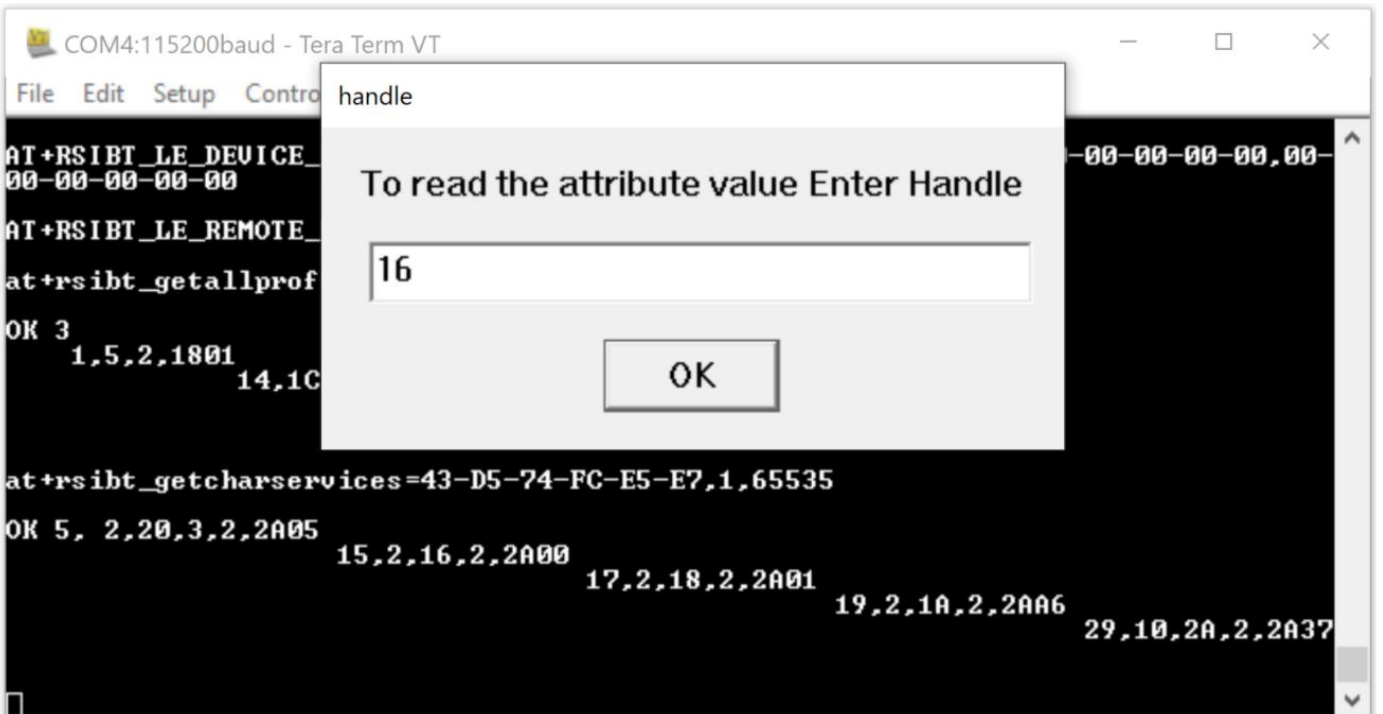 COM4:115200baud - Tera Term VT
File Edit Setup Contro
handle
AT+RSIBT_LE_DEVICE_
-00-00-00-00,00-
00-00-00-00-00
AT+RSIBT_LE_REMOTE_
at+rsibt_getallprof
OK 3
1,5,2,1801
14,1C
To read the attribute value Enter Handle
16
OK
at+rsibt_getcharservices=43-D5-74-FC-E5-E7,1,65535
OK 5, 2,20,3,2,2A05
15,2,16,2,2A00
17,2,18,2,2A01
19,2,1A,2,2AA6
29,10,2A,2,2A37